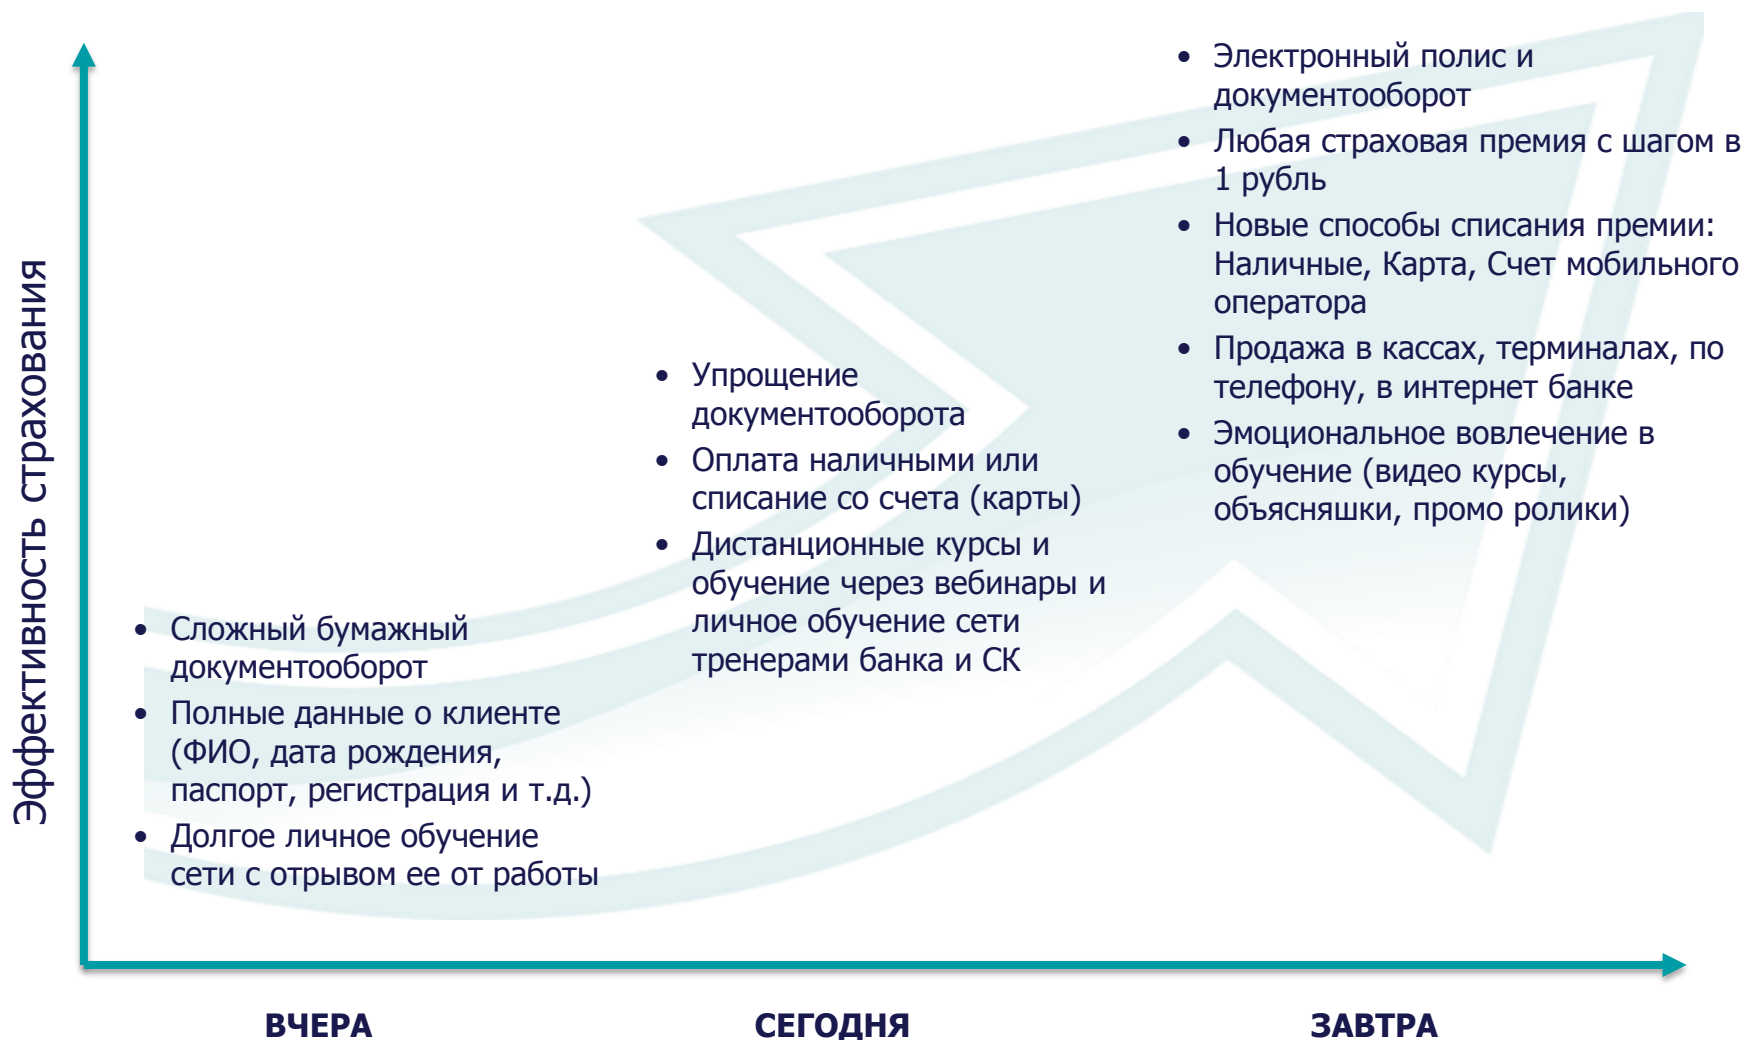 Эффективность страхования
• Сложный бумажный
документооборот
• Полные данные о клиенте
(ФИО, дата рождения,
паспорт, регистрация и т.д.)
• Долгое личное обучение
сети с отрывом ее от работы
• Упрощение
документооборота
• Оплата наличными или
списание со счета (карты)
• Дистанционные курсы и
обучение через вебинары и
личное обучение сети
тренерами банка и СК
• Электронный полис и
документооборот
• Любая страховая премия с шагом в
1 рубль
• Новые способы списания премии:
Наличные, Карта, Счет мобильного
оператора
• Продажа в кассах, терминалах, по
телефону, в интернет банке
• Эмоциональное вовлечение в
обучение (видео курсы,
объясняшки, промо ролики)
ВЧЕРА
СЕГОДНЯ
ЗАВТРА